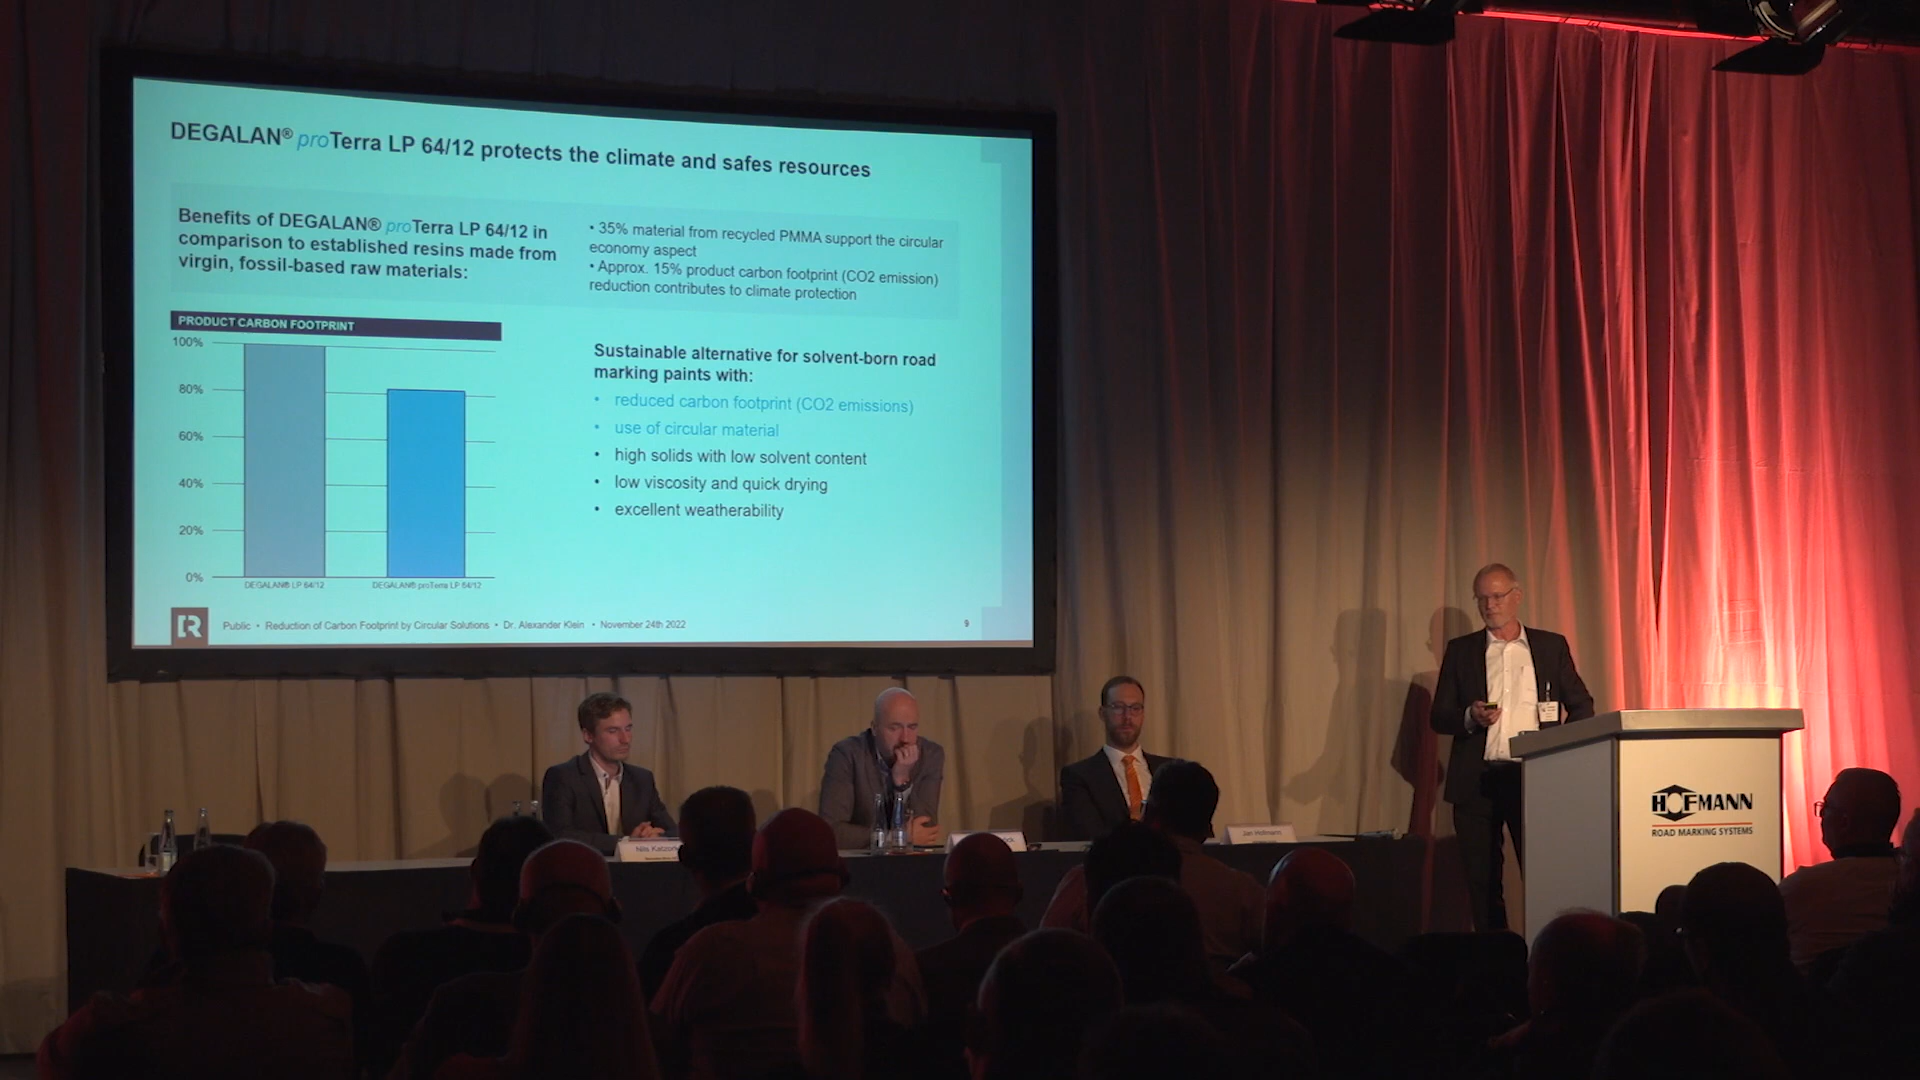 DEGALAN® proTerra LP 64/12 protects the climate and safes resources
Benefits of DEGALAN® proTerra LP 64/12 in
comparison to established resins made from
virgin, fossil-based raw materials:
• 35% material from recycled PMMA support the circular
economy aspect
• Approx. 15% product carbon footprint (CO2 emission)
reduction contributes to climate protection
PRODUCT CARBON FOOTPRINT
100%
80%
60%
40%
20%
0%
DEGALAN® LP 64/12
DEGALAN® proTerra LP 64/12
Sustainable alternative for solvent-born road
marking paints with:
• reduced carbon footprint (CO2 emissions)
• use of circular material
• high solids with low solvent content
• low viscosity and quick drying
• excellent weatherability
R
Public • Reduction of Carbon Footprint by Circular Solutions • Dr. Alexander Klein • November 24th 2022
9
Nils Katzorke
Jan Hofmann
HOFMANN
ROAD MARKING SYSTEMS